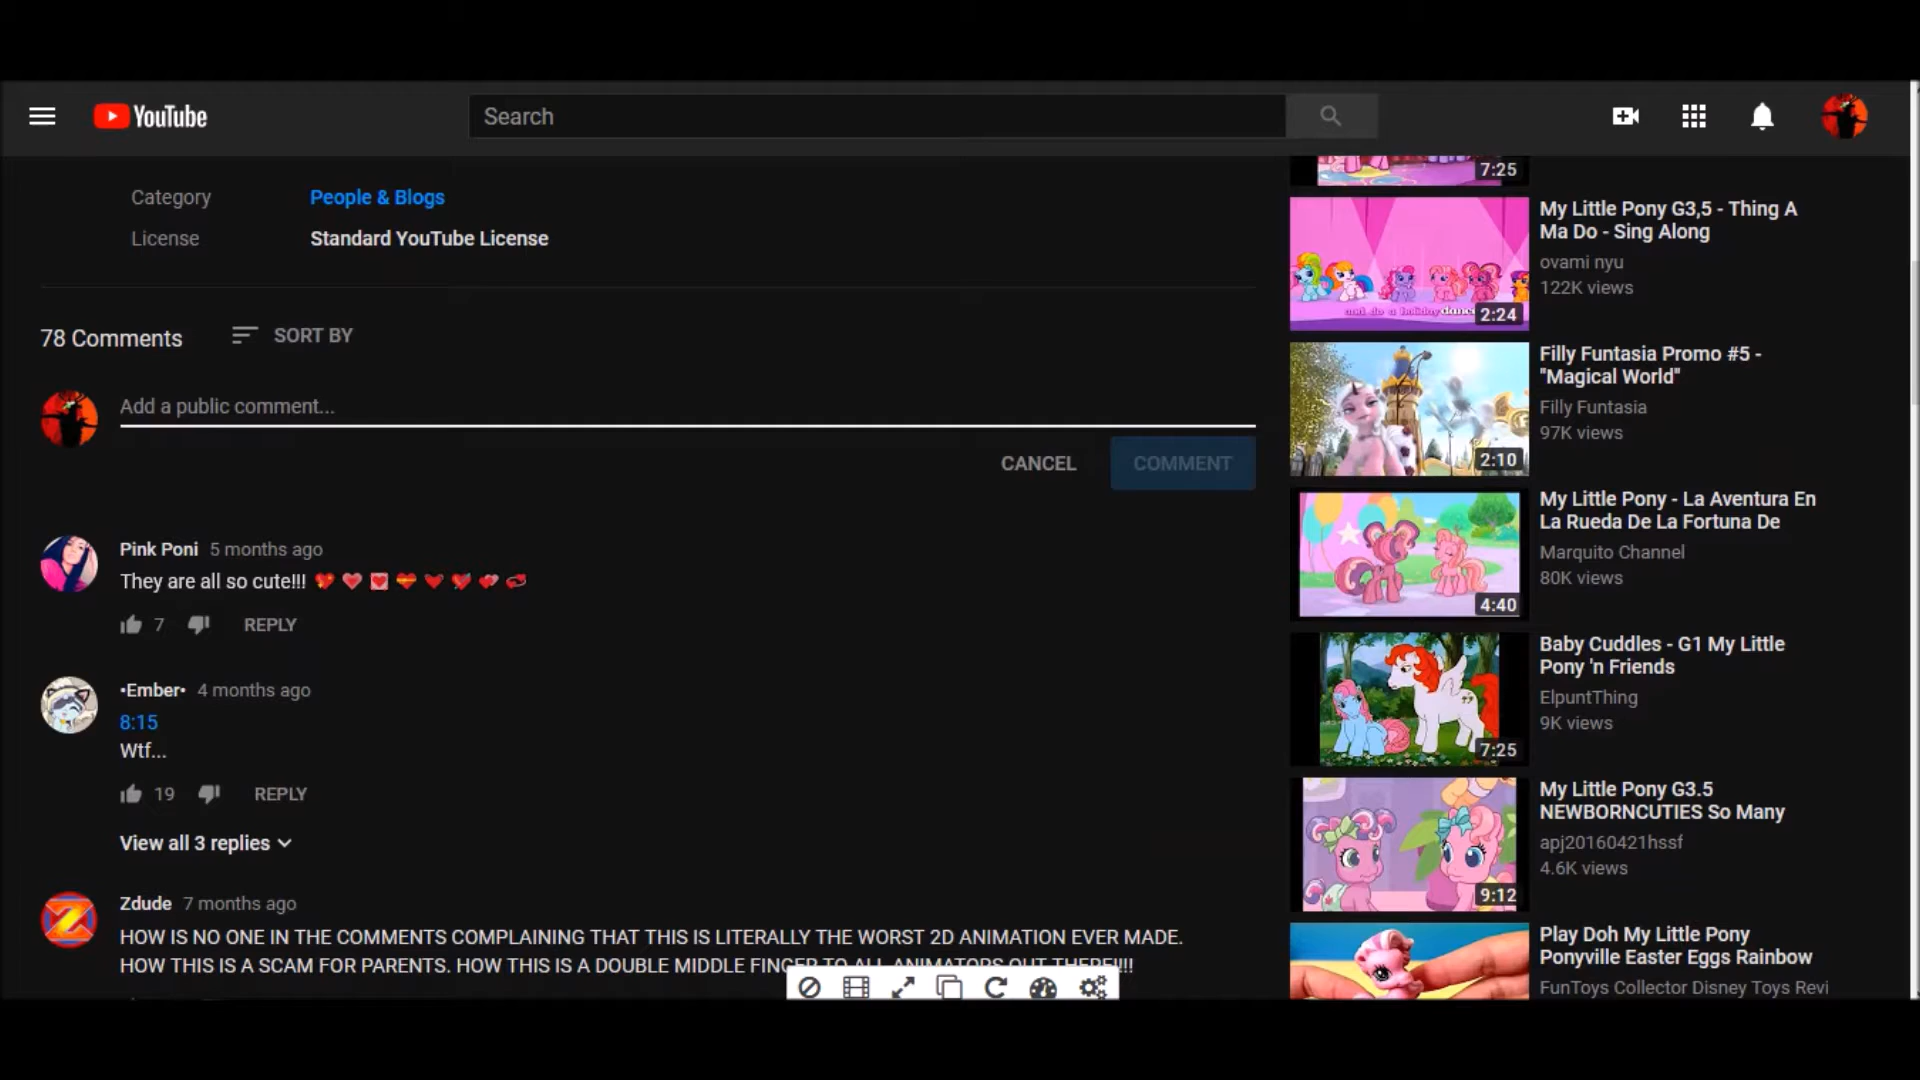 YouTube
Search
Category
People & Blogs
License
Standard YouTube License
78 Comments
SORT BY
Add a public comment...
CANCEL
COMMENT
Pink Poni 5 months ago
They are all so cute!!!
7
REPLY
•Ember• 4 months ago
8:15
Wtf...
19
REPLY
View all 3 replies
Zdude 7 months ago
HOW IS NO ONE IN THE COMMENTS COMPLAINING THAT THIS IS LITERALLY THE WORST 2D ANIMATION EVER MADE.
HOW THIS IS A SCAM FOR PARENTS. HOW THIS IS A DOUBLE MIDDLE FINGER TO ALL ANIMATORS OUT THERE!!!!
7:25
My Little Pony G3,5 - Thing A
Ma Do - Sing Along
ovami nyu
122K views
and do a holiday dance
2:24
Filly Funtasia Promo #5 -
"Magical World"
Filly Funtasia
97K views
2:10
My Little Pony - La Aventura En
La Rueda De La Fortuna De
Marquito Channel
80K views
4:40
Baby Cuddles - G1 My Little
Pony 'n Friends
ElpuntThing
9K views
7:25
My Little Pony G3.5
NEWBORNCUTIES So Many
apj20160421hssf
4.6K views
9:12
Play Doh My Little Pony
Ponyville Easter Eggs Rainbow
FunToys Collector Disney Toys Revi